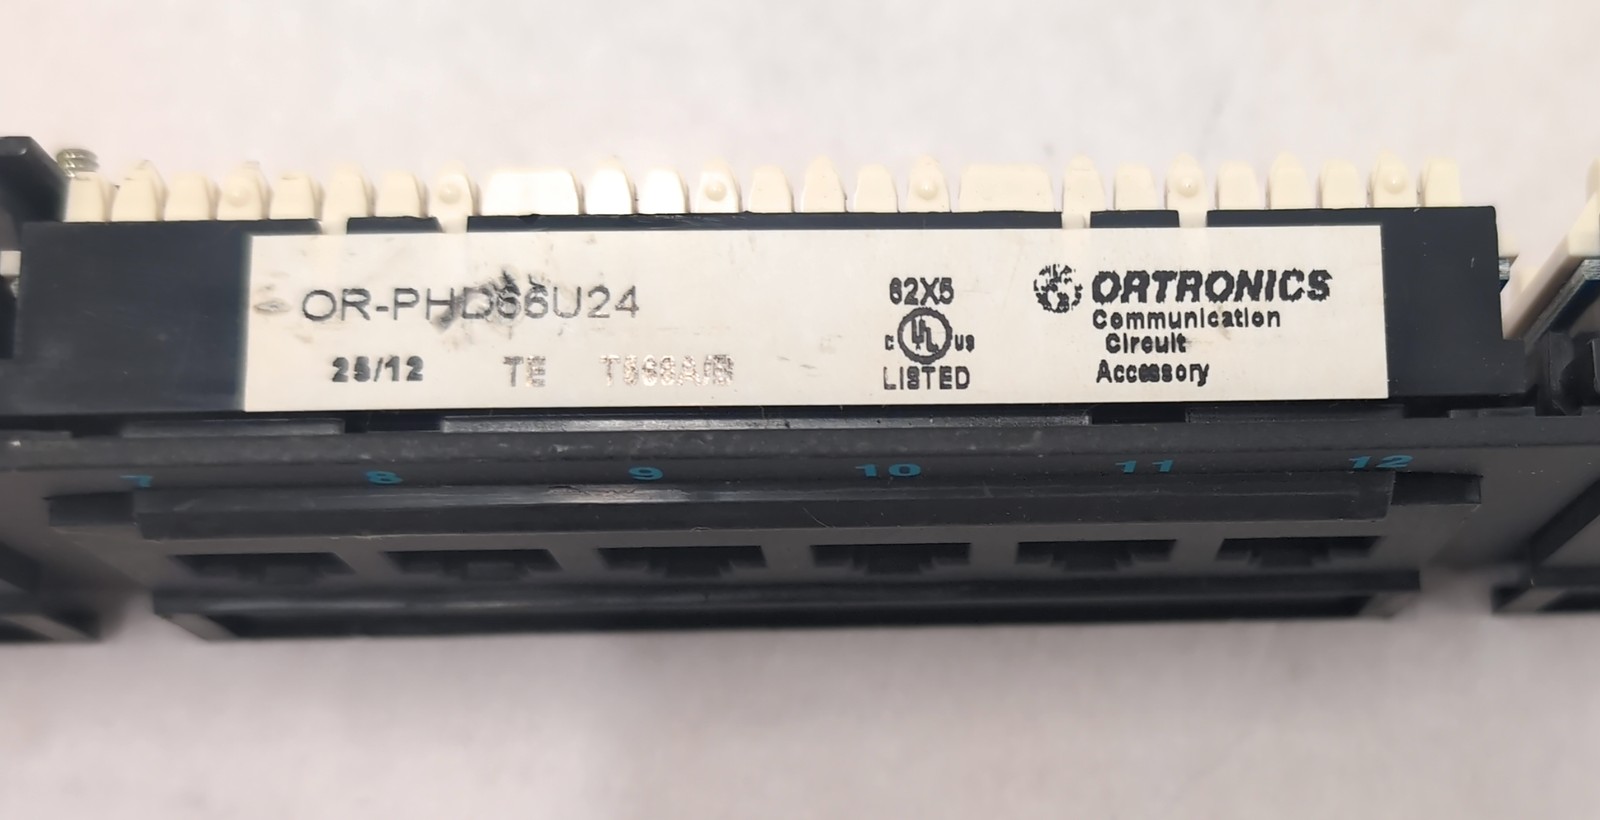 OR-PHD66U24
25/12 TE T568A/B
62X5
C UL US
LISTED
ORTRONICS
Communication
Circuit
Accessory
7 8 9 10 11 12